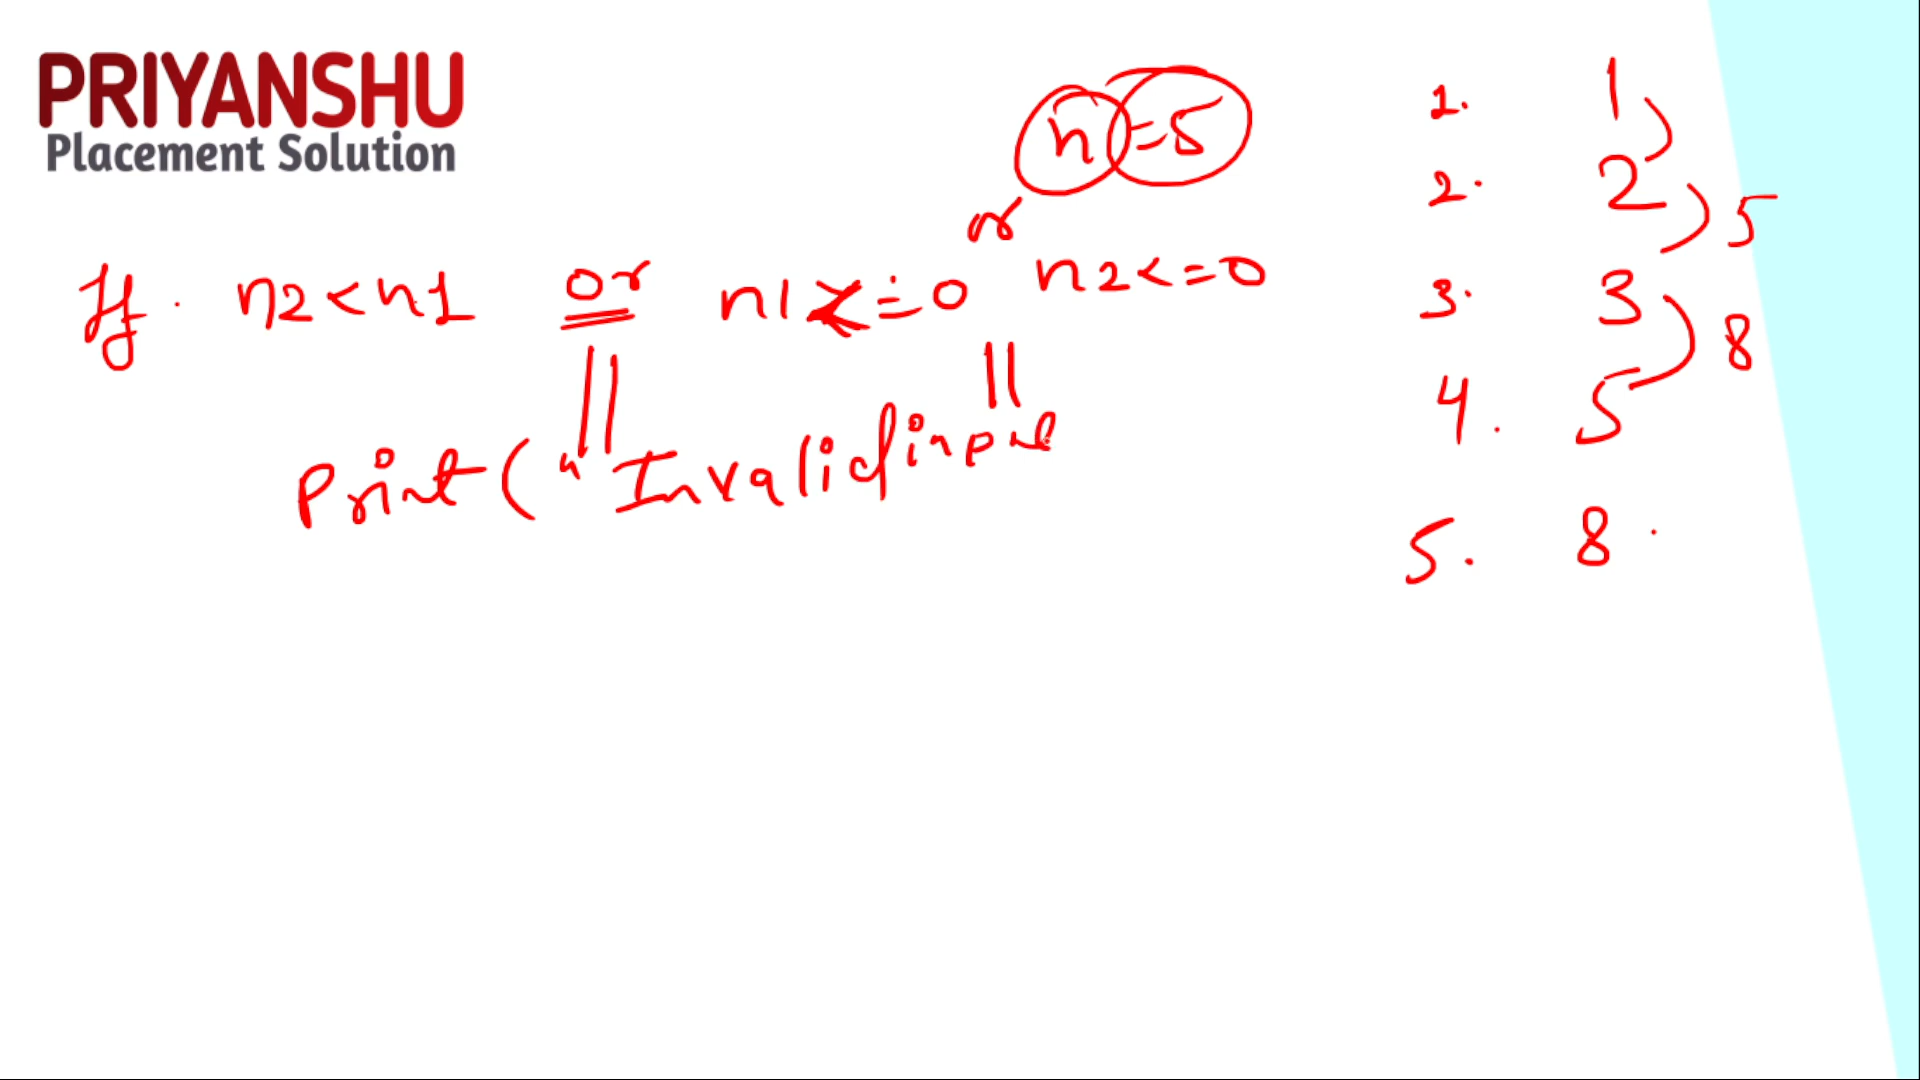 PRIYANSHU
Placement Solution
n = 5
or
If n2 < n1 or n1 <= 0 n2 <= 0
|| ||
Print ( " Invalid inpu
1. 1
2. 2
5
3. 3
8
4. 5
5. 8